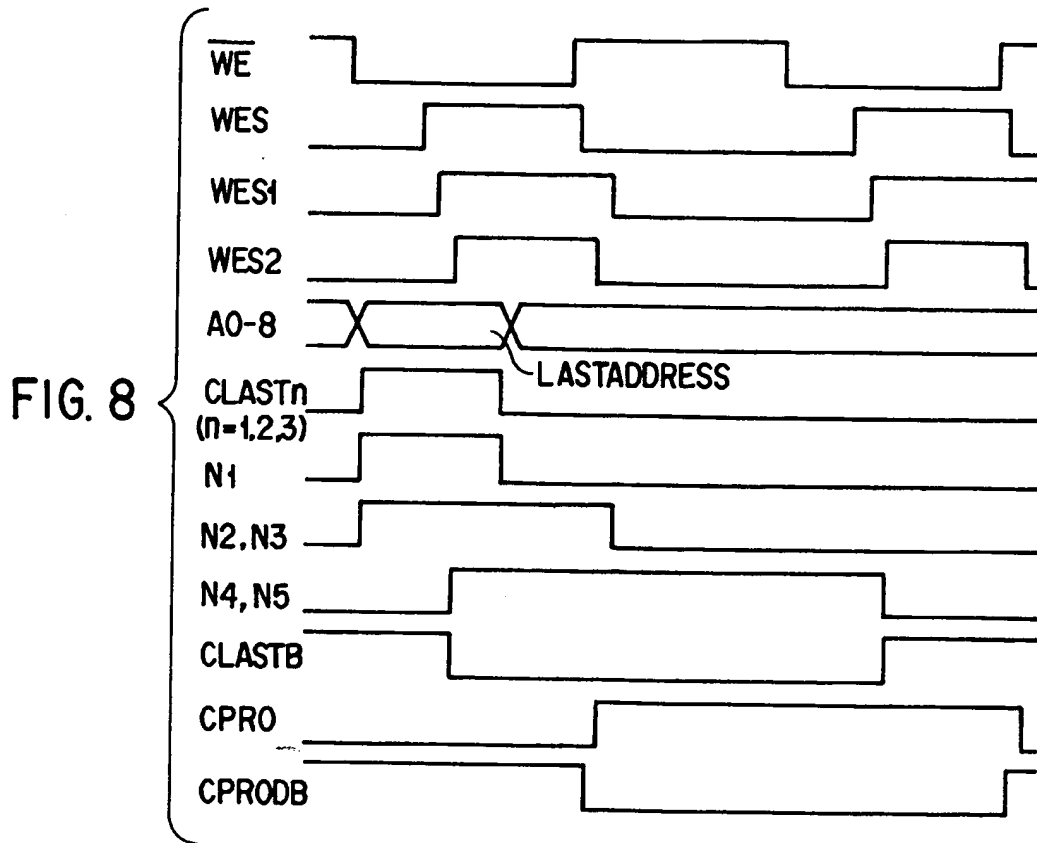 FIG. 8
WE
WES
WES1
WES2
A0-8
LASTADDRESS
CLASTn
(n=1,2,3)
N1
N2,N3
N4,N5
CLASTB
CPRO
CPRODB